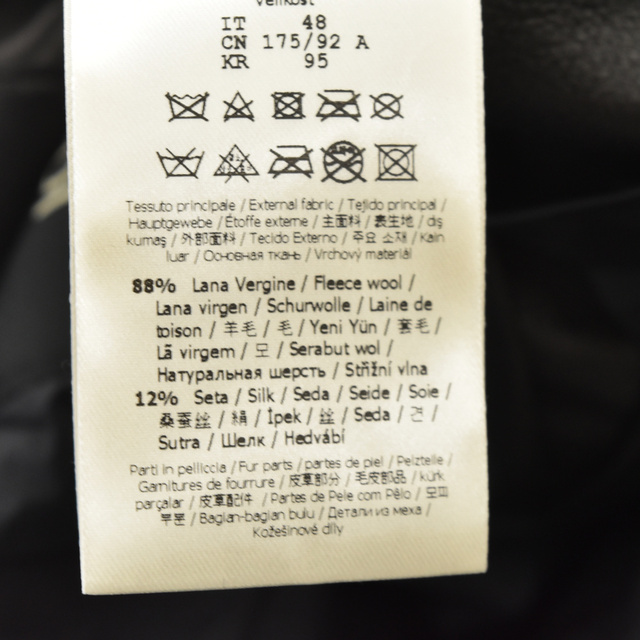 Velikost
IT 48
CN 175/92 A
KR 95
Tessuto principale / External fabric / Tejido principal /
Hauptgewebe / Étoffe externe / 主面料 / 表生地 / dış
kumaş / 外部面料 / Tecido Externo / 주요 소재 / Kain
luar / Основная ткань / Vrchový materiál
88% Lana Vergine / Fleece wool /
Lana virgen / Schurwolle / Laine de
toison / 羊毛 / 毛 / Yeni Yün / 套毛 /
Lã virgem / 모 / Serabut wol /
Натуральная шерсть / Střižní vlna
12% Seta / Silk / Seda / Seide / Soie /
桑蚕丝 / 絹 / İpek / 丝 / Seda / 견 /
Sutra / Шелк / Hedvábí
Parti in pelliccia / Fur parts / partes de piel / Pelzteile /
Garnitures de fourrure / 皮草部分 / 毛皮部品 / kürk
parçalar / 皮草配件 / Partes de Pele com Pêlo / 모피
부분 / Bagian-bagian bulu / Детали из меха /
Kožešinové díly